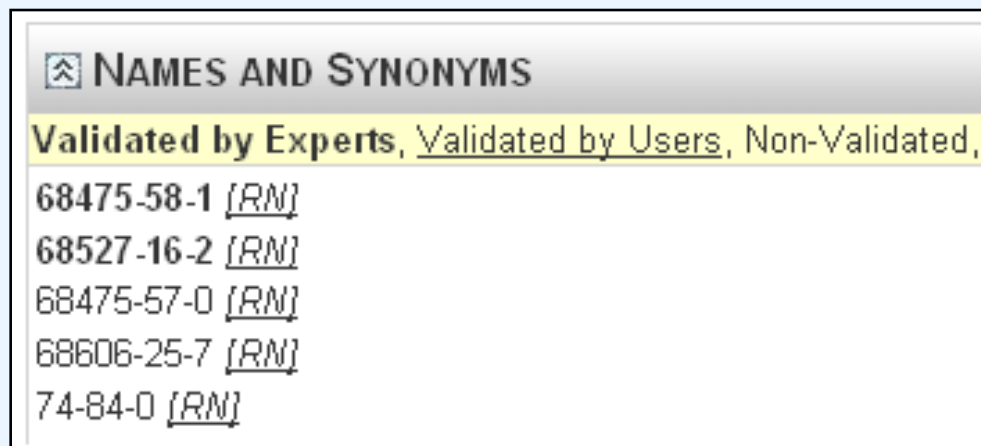 NAMES AND SYNONYMS
Validated by Experts, Validated by Users, Non-Validated,
68475-58-1 [RN]
68527-16-2 [RN]
68475-57-0 [RN]
68606-25-7 [RN]
74-84-0 [RN]